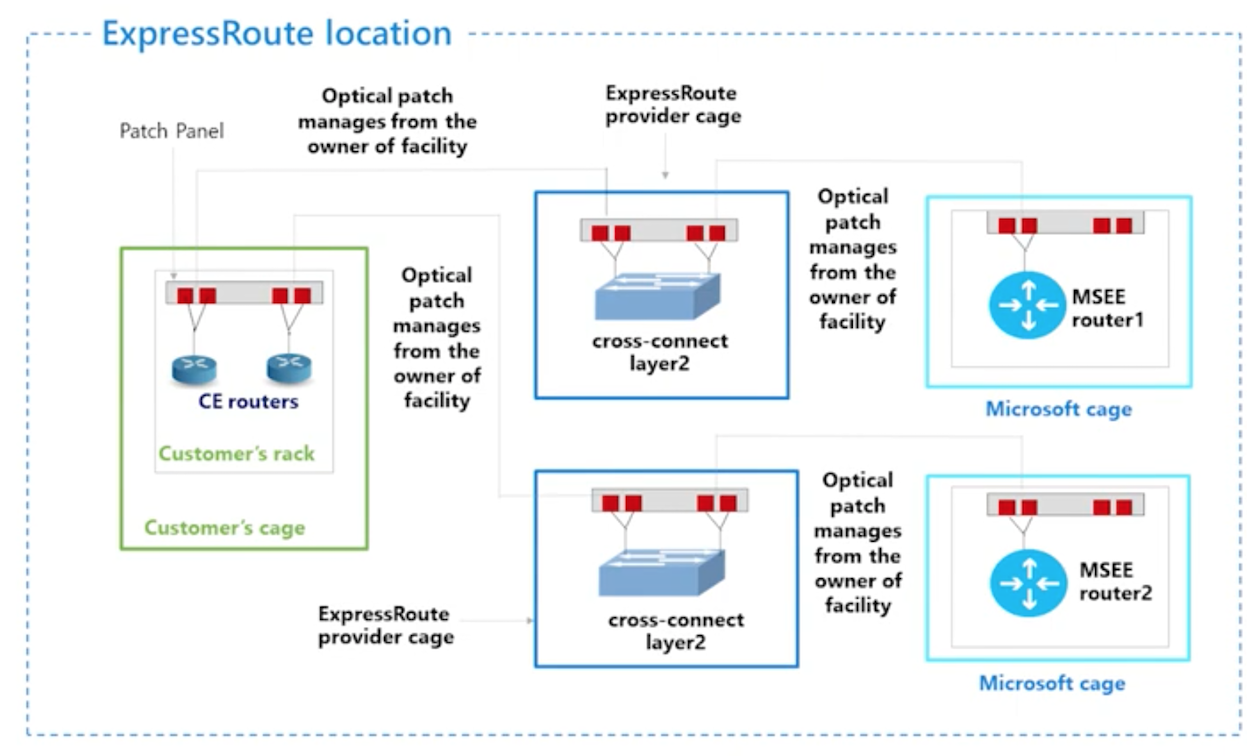 ExpressRoute location
Patch Panel
Optical patch
manages from the
owner of facility
ExpressRoute
provider cage
Optical
patch
manages
from the
owner of
facility
cross-connect
layer2
Optical
patch
manages
from the
owner of
facility
MSEE
router1
Microsoft cage
CE routers
Customer's rack
Customer's cage
ExpressRoute
provider cage
cross-connect
layer2
Optical
patch
manages
from the
owner of
facility
MSEE
router2
Microsoft cage